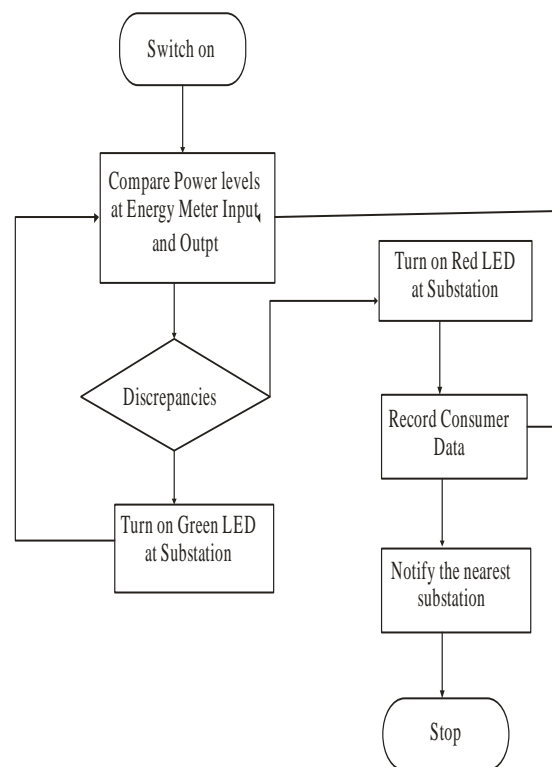 Switch on
Compare Power levels
at Energy Meter Input
and Outpt
Discrepancies
Turn on Green LED
at Substation
Turn on Red LED
at Substation
Record Consumer
Data
Notify the nearest
substation
Stop